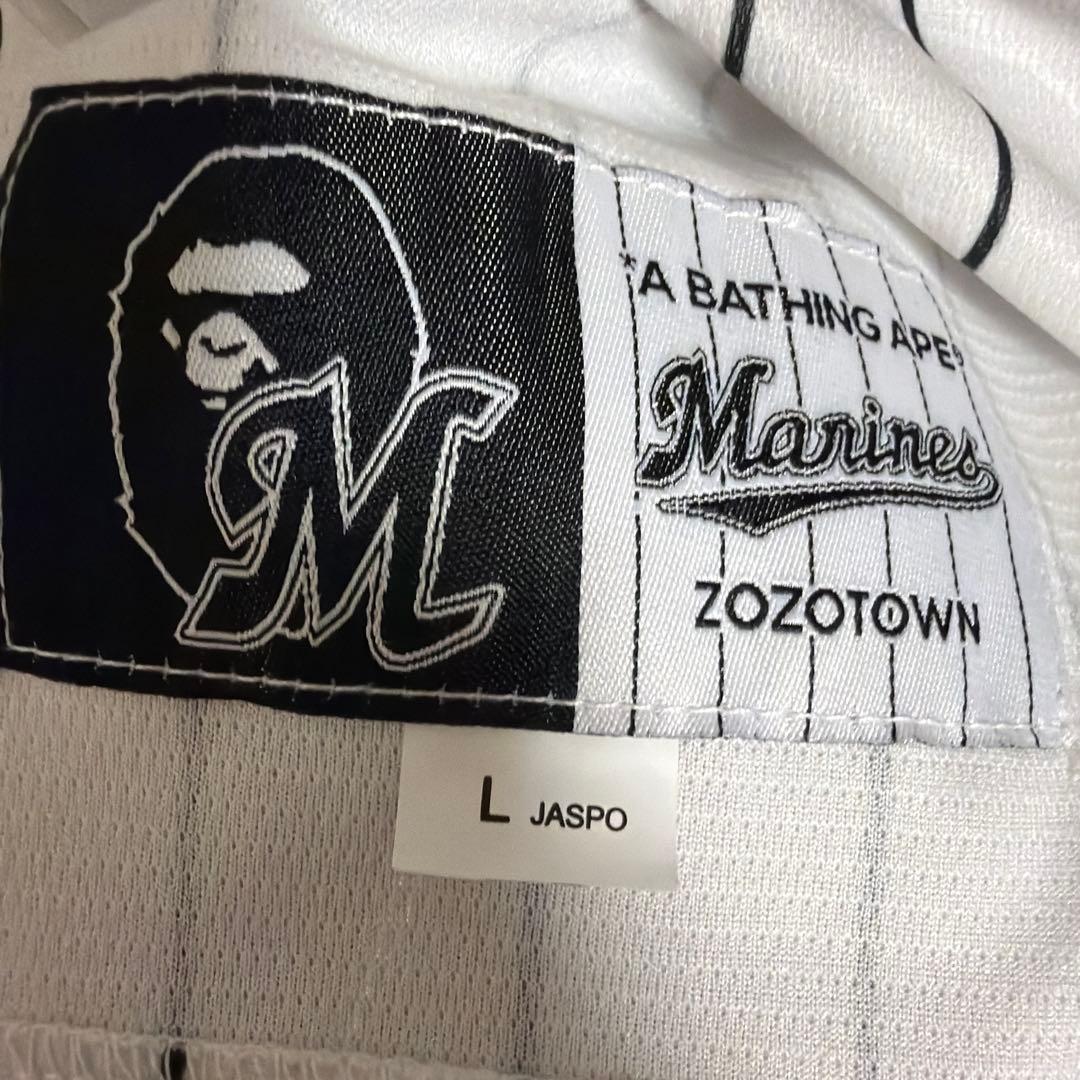 M
*A BATHING APE®
Marines
ZOZOTOWN
L JASPO